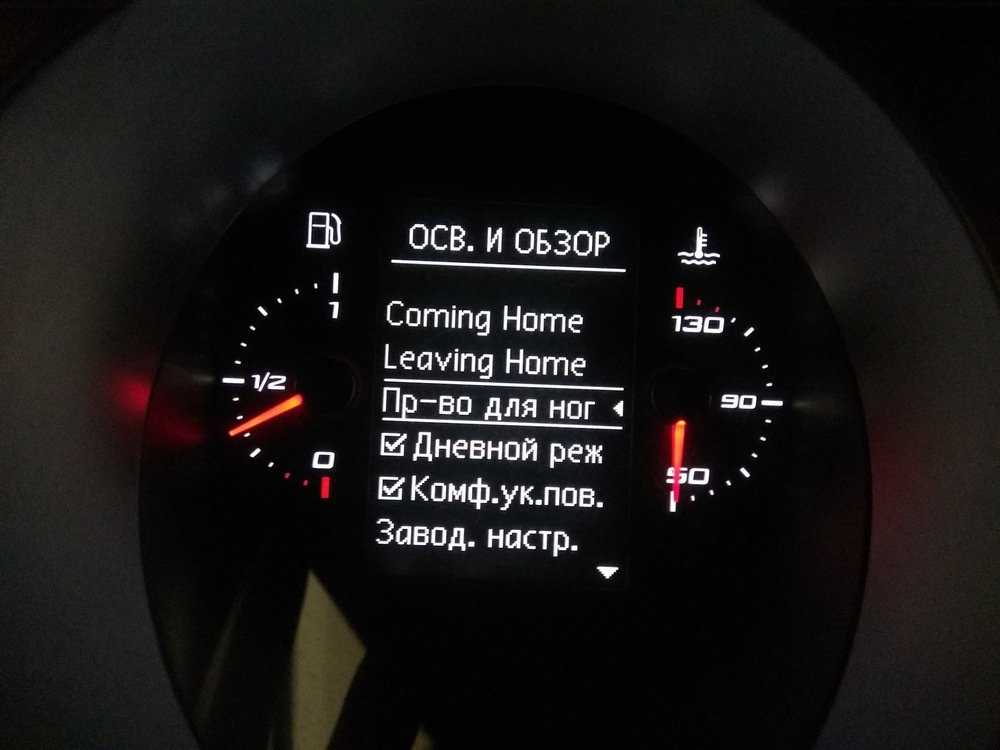 ОСВ. И ОБЗОР
Coming Home
Leaving Home
Пр-во для ног
Дневной реж
Комф.ук.пов.
Завод. настр.
1
1/2
0
130
90
50